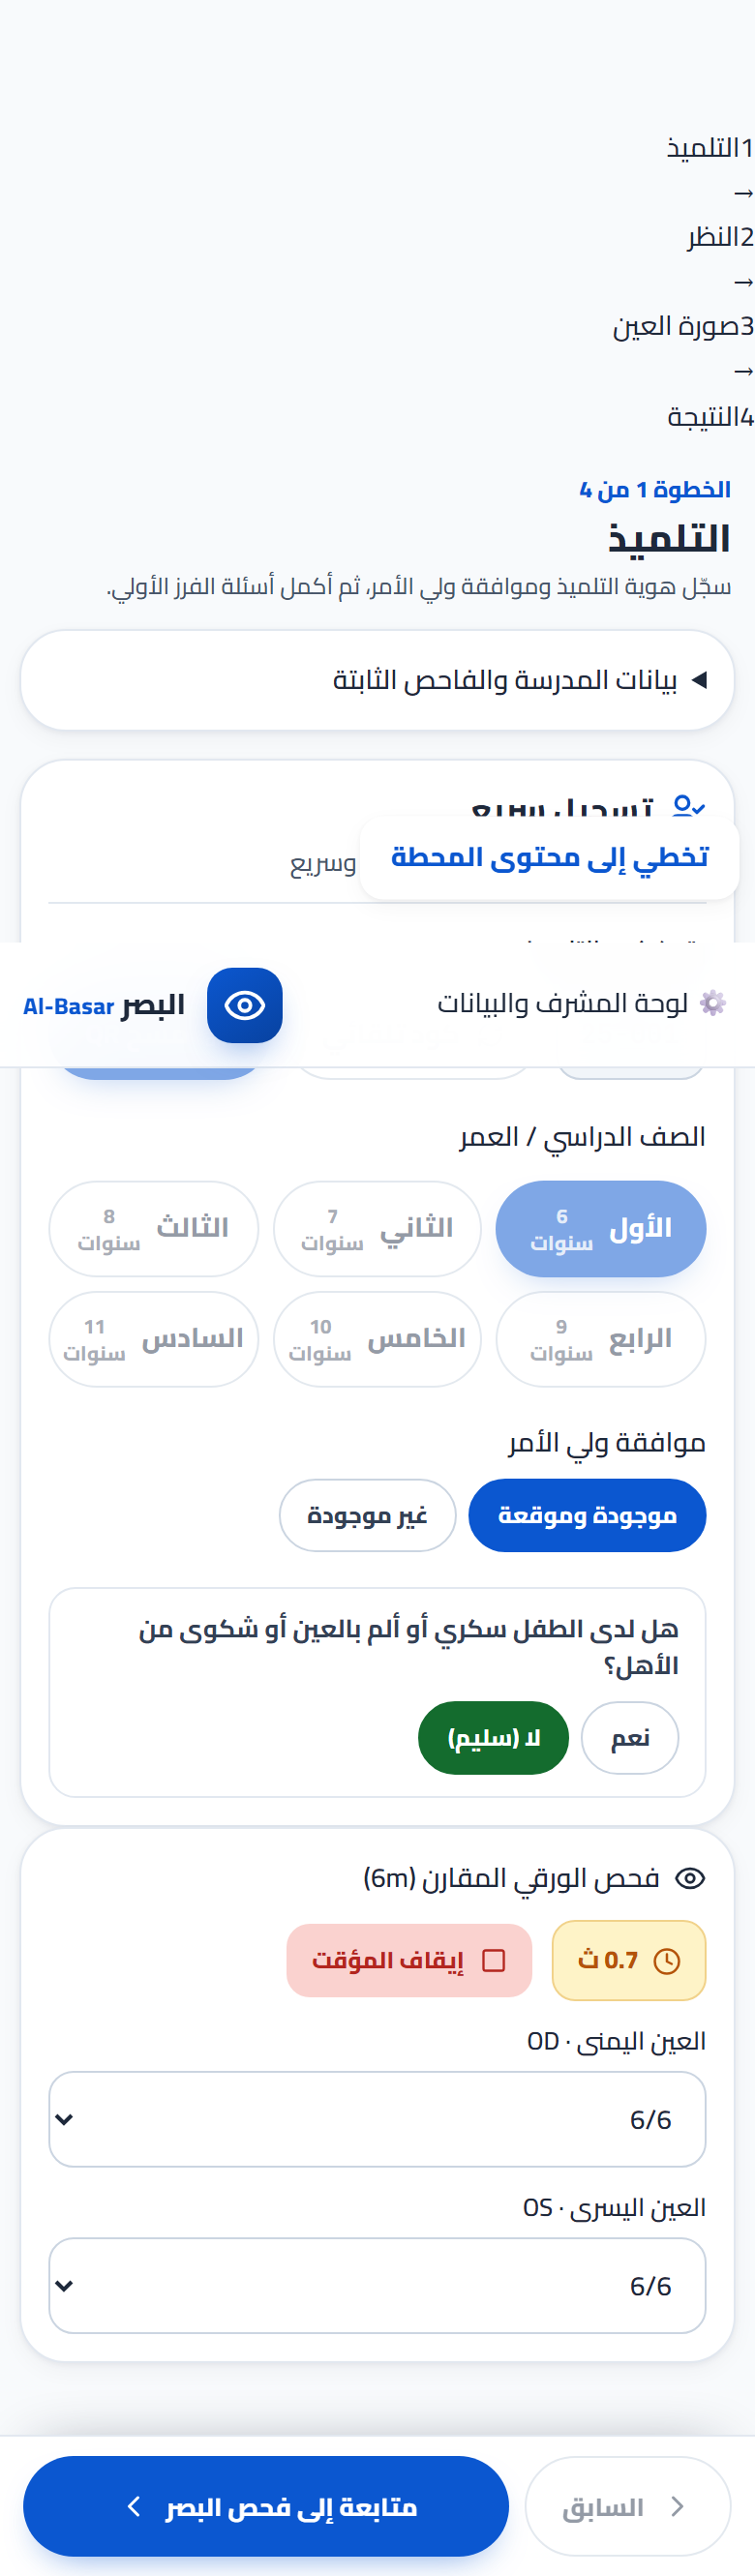 1التلميذ
→
2النظر
→
3صورة العين
→
4النتيجة
الخطوة 1 من 4
التلميذ
سجّل هوية التلميذ وموافقة ولي الأمر، ثم أكمل أسئلة الفرز الأولي.
بيانات المدرسة والفاحص الثابتة
تسجيل سريع
تخطي إلى محتوى المحطة
وسريع
لوحة المشرف والبيانات
البصر Al-Basar
الصف الدراسي / العمر
الأول 6 سنوات
الثاني 7 سنوات
الثالث 8 سنوات
الرابع 9 سنوات
الخامس 10 سنوات
السادس 11 سنوات
موافقة ولي الأمر
موجودة وموقعة
غير موجودة
هل لدى الطفل سكري أو ألم بالعين أو شكوى من
الأهل؟
نعم
لا (سليم)
فحص الورقي المقارن (6m)
0.7 ث
إيقاف المؤقت
العين اليمنى · OD
6/6
العين اليسرى · OS
6/6
السابق
متابعة إلى فحص البصر